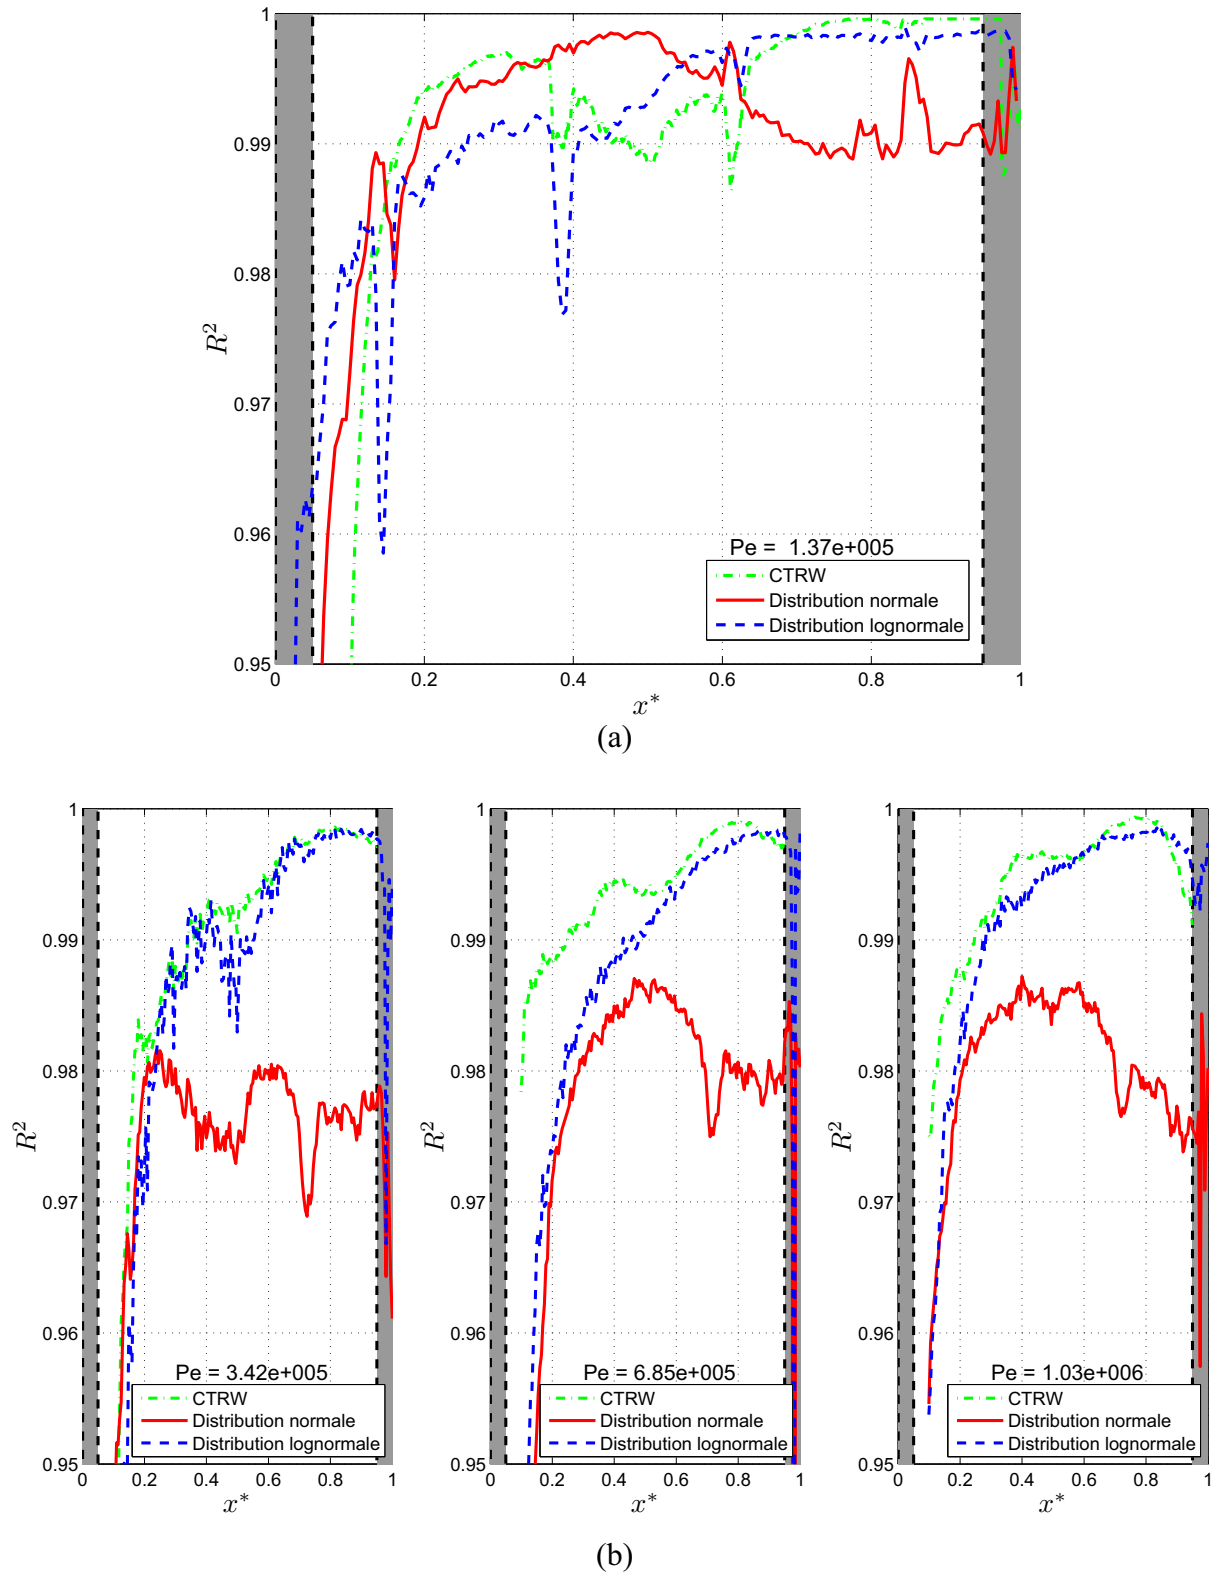 1
0.99
0.98
0.97
0.96
0.95
R²
Pe = 1.37e+005
CTRW
Distribution normale
Distribution lognormale
0 0.2 0.4 0.6 0.8 1
x*
(a)
1
0.99
0.98
0.97
0.96
0.95
R²
Pe = 3.42e+005
CTRW
Distribution normale
Distribution lognormale
0 0.2 0.4 0.6 0.8 1
x*
1
0.99
0.98
0.97
0.96
0.95
R²
Pe = 6.85e+005
CTRW
Distribution normale
Distribution lognormale
0 0.2 0.4 0.6 0.8 1
x*
1
0.99
0.98
0.97
0.96
0.95
R²
Pe = 1.03e+006
CTRW
Distribution normale
Distribution lognormale
0 0.2 0.4 0.6 0.8 1
x*
(b)